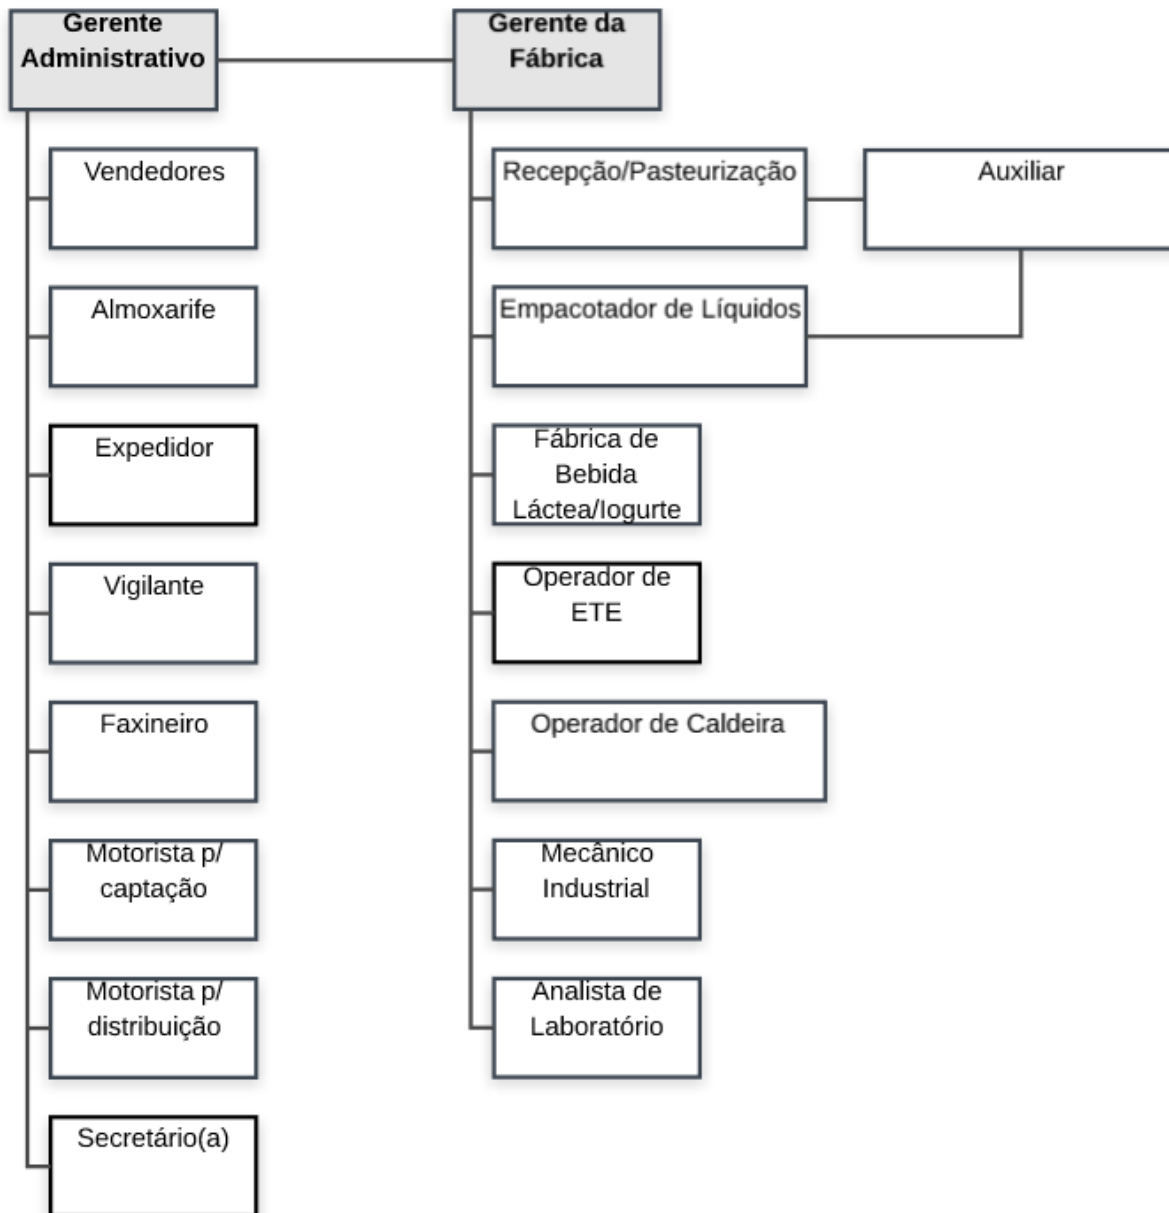 Gerente
Administrativo
Vendedores
Almoxarife
Expedidor
Vigilante
Faxineiro
Motorista p/
captação
Motorista p/
distribuição
Secretário(a)
Gerente da
Fábrica
Recepção/Pasteurização
Auxiliar
Empacotador de Líquidos
Fábrica de
Bebida
Láctea/Iogurte
Operador de
ETE
Operador de Caldeira
Mecânico
Industrial
Analista de
Laboratório